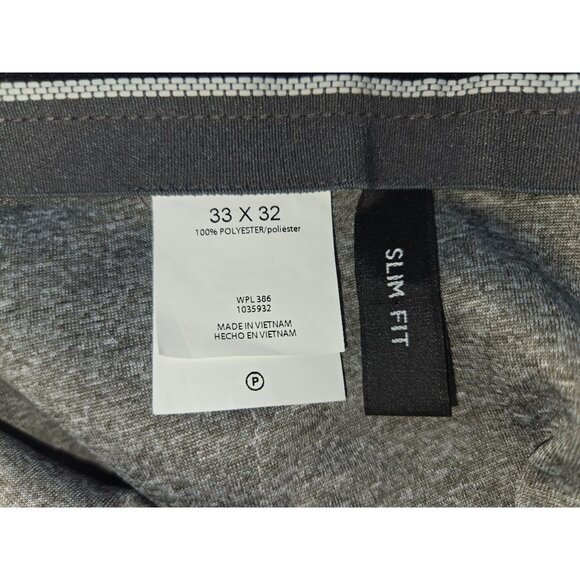 33 X 32
100% POLYESTER/poliéster
WPL 386
1035932
MADE IN VIETNAM
HECHO EN VIETNAM
P
SLIM FIT